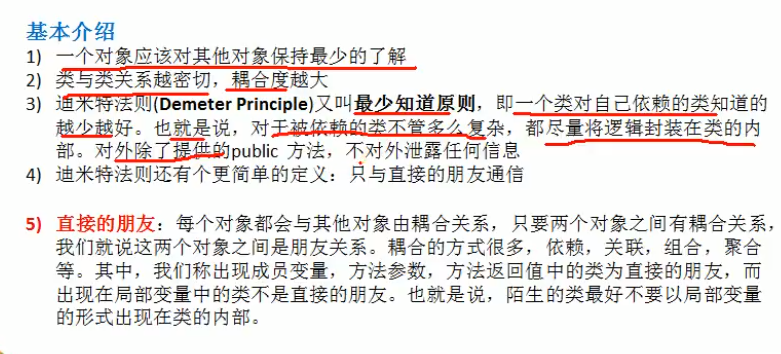 基本介绍
1) 一个对象应该对其他对象保持最少的了解
2) 类与类关系越密切，耦合度越大
3) 迪米特法则(Demeter Principle)又叫最少知道原则，即一个类对自己依赖的类知道的
越少越好。也就是说，对于被依赖的类不管多么复杂，都尽量将逻辑封装在类的内
部。对外除了提供的public 方法，不对外泄露任何信息
4) 迪米特法则还有个更简单的定义：只与直接的朋友通信
5) 直接的朋友：每个对象都会与其他对象由耦合关系，只要两个对象之间有耦合关系，
我们就说这两个对象之间是朋友关系。耦合的方式很多，依赖，关联，组合，聚合
等。其中，我们称出现成员变量，方法参数，方法返回值中的类为直接的朋友，而
出现在局部变量中的类不是直接的朋友。也就是说，陌生的类最好不要以局部变量
的形式出现在类的内部。